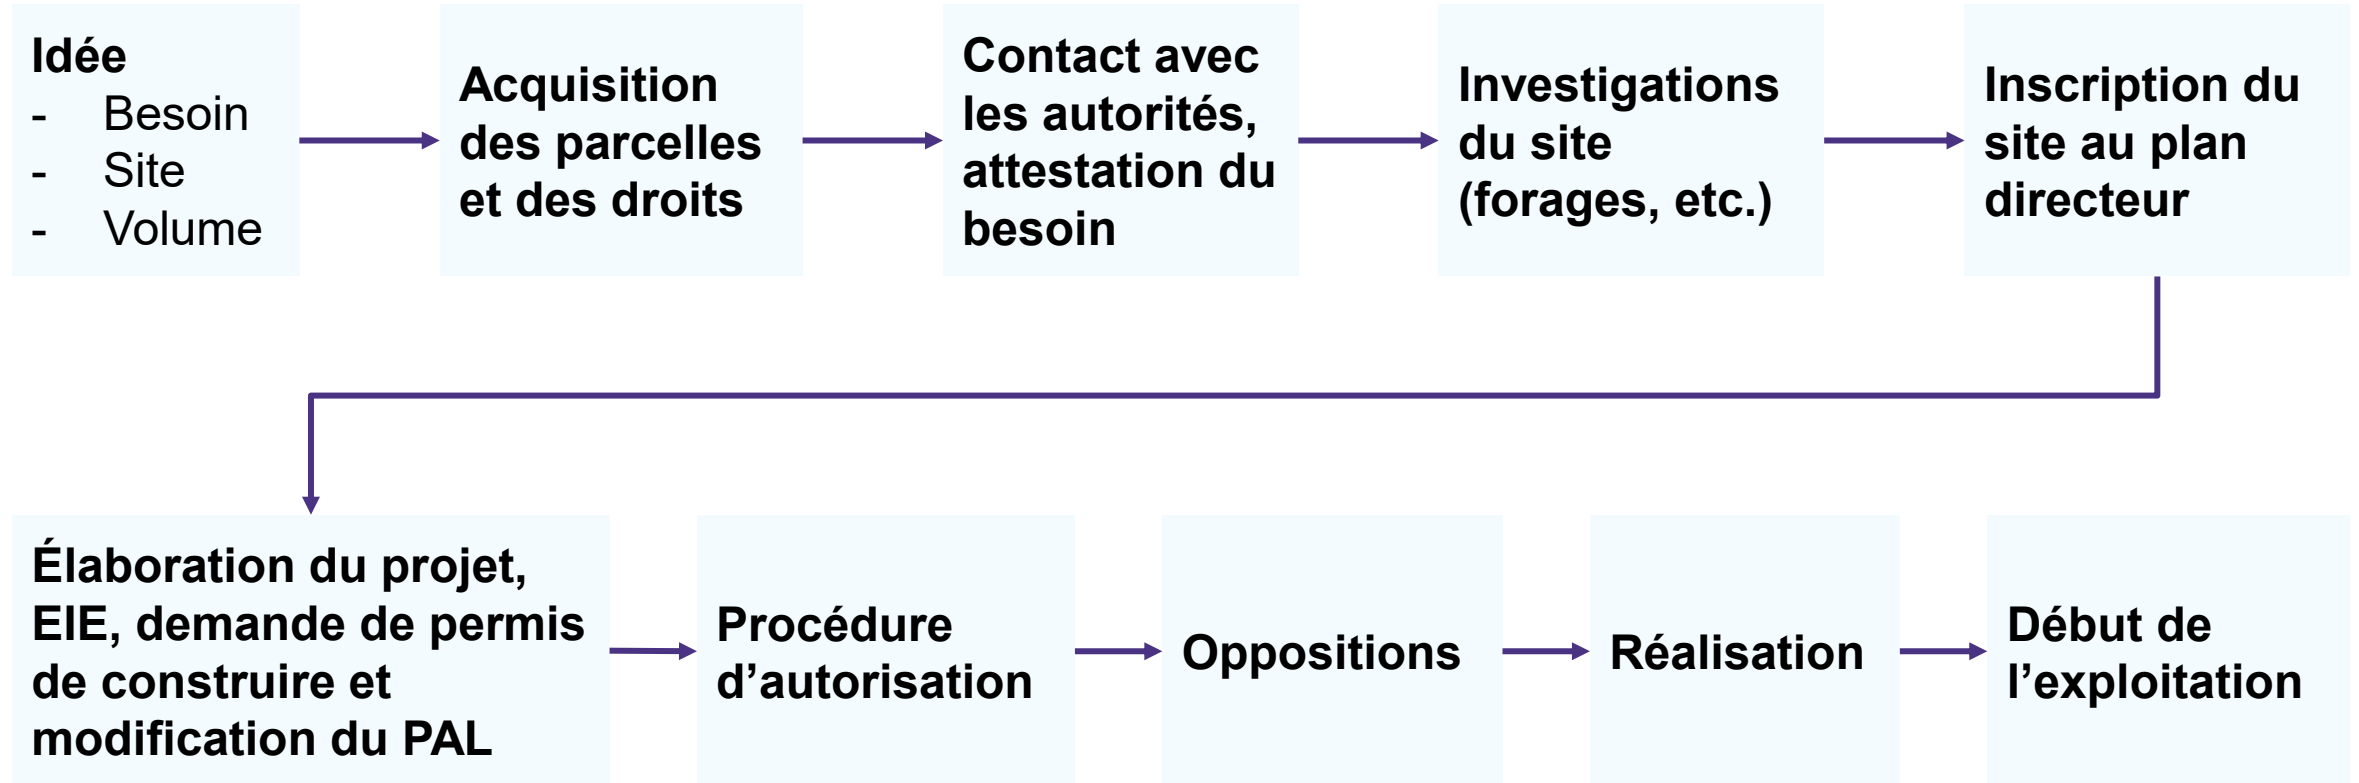 Idée
- Besoin
- Site
- Volume
Acquisition
des parcelles
et des droits
Contact avec
les autorités,
attestation du
besoin
Investigations
du site
(forages, etc.)
Inscription du
site au plan
directeur
Élaboration du projet,
EIE, demande de permis
de construire et
modification du PAL
Procédure
d’autorisation
Oppositions
Réalisation
Début de
l’exploitation